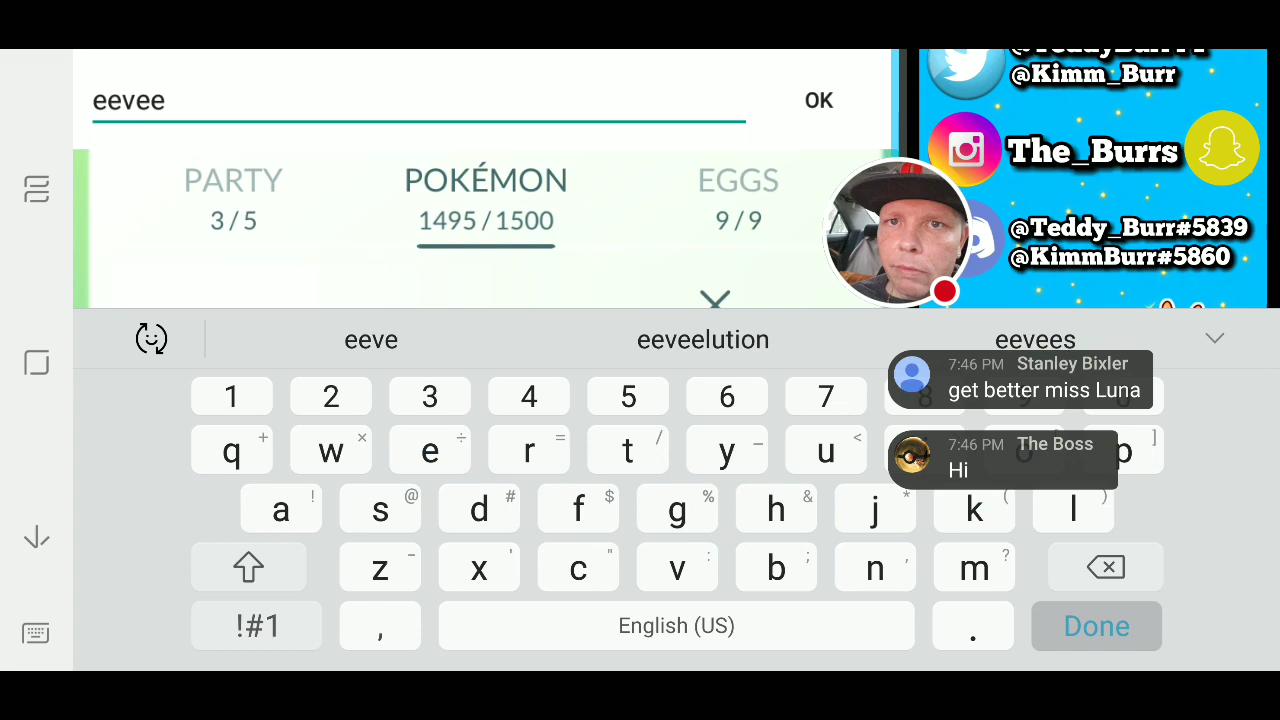 @Kimm_Burr
eevee
OK
The_Burrs
PARTY
POKÉMON
EGGS
3 / 5
1495 / 1500
9 / 9
@Teddy_Burr#5839
@KimmBurr#5860
eeve
eeveelution
eevees
7:46 PM Stanley Bixler
get better miss Luna
7:46 PM The Boss
Hi
1 2 3 4 5 6 7
q + w × e ÷ r = t / y _ u < p ]
a ! s @ d # f $ g % h & j * k ( l )
z - x ' c " v : b ; n , m ?
!#1 , English (US) . Done